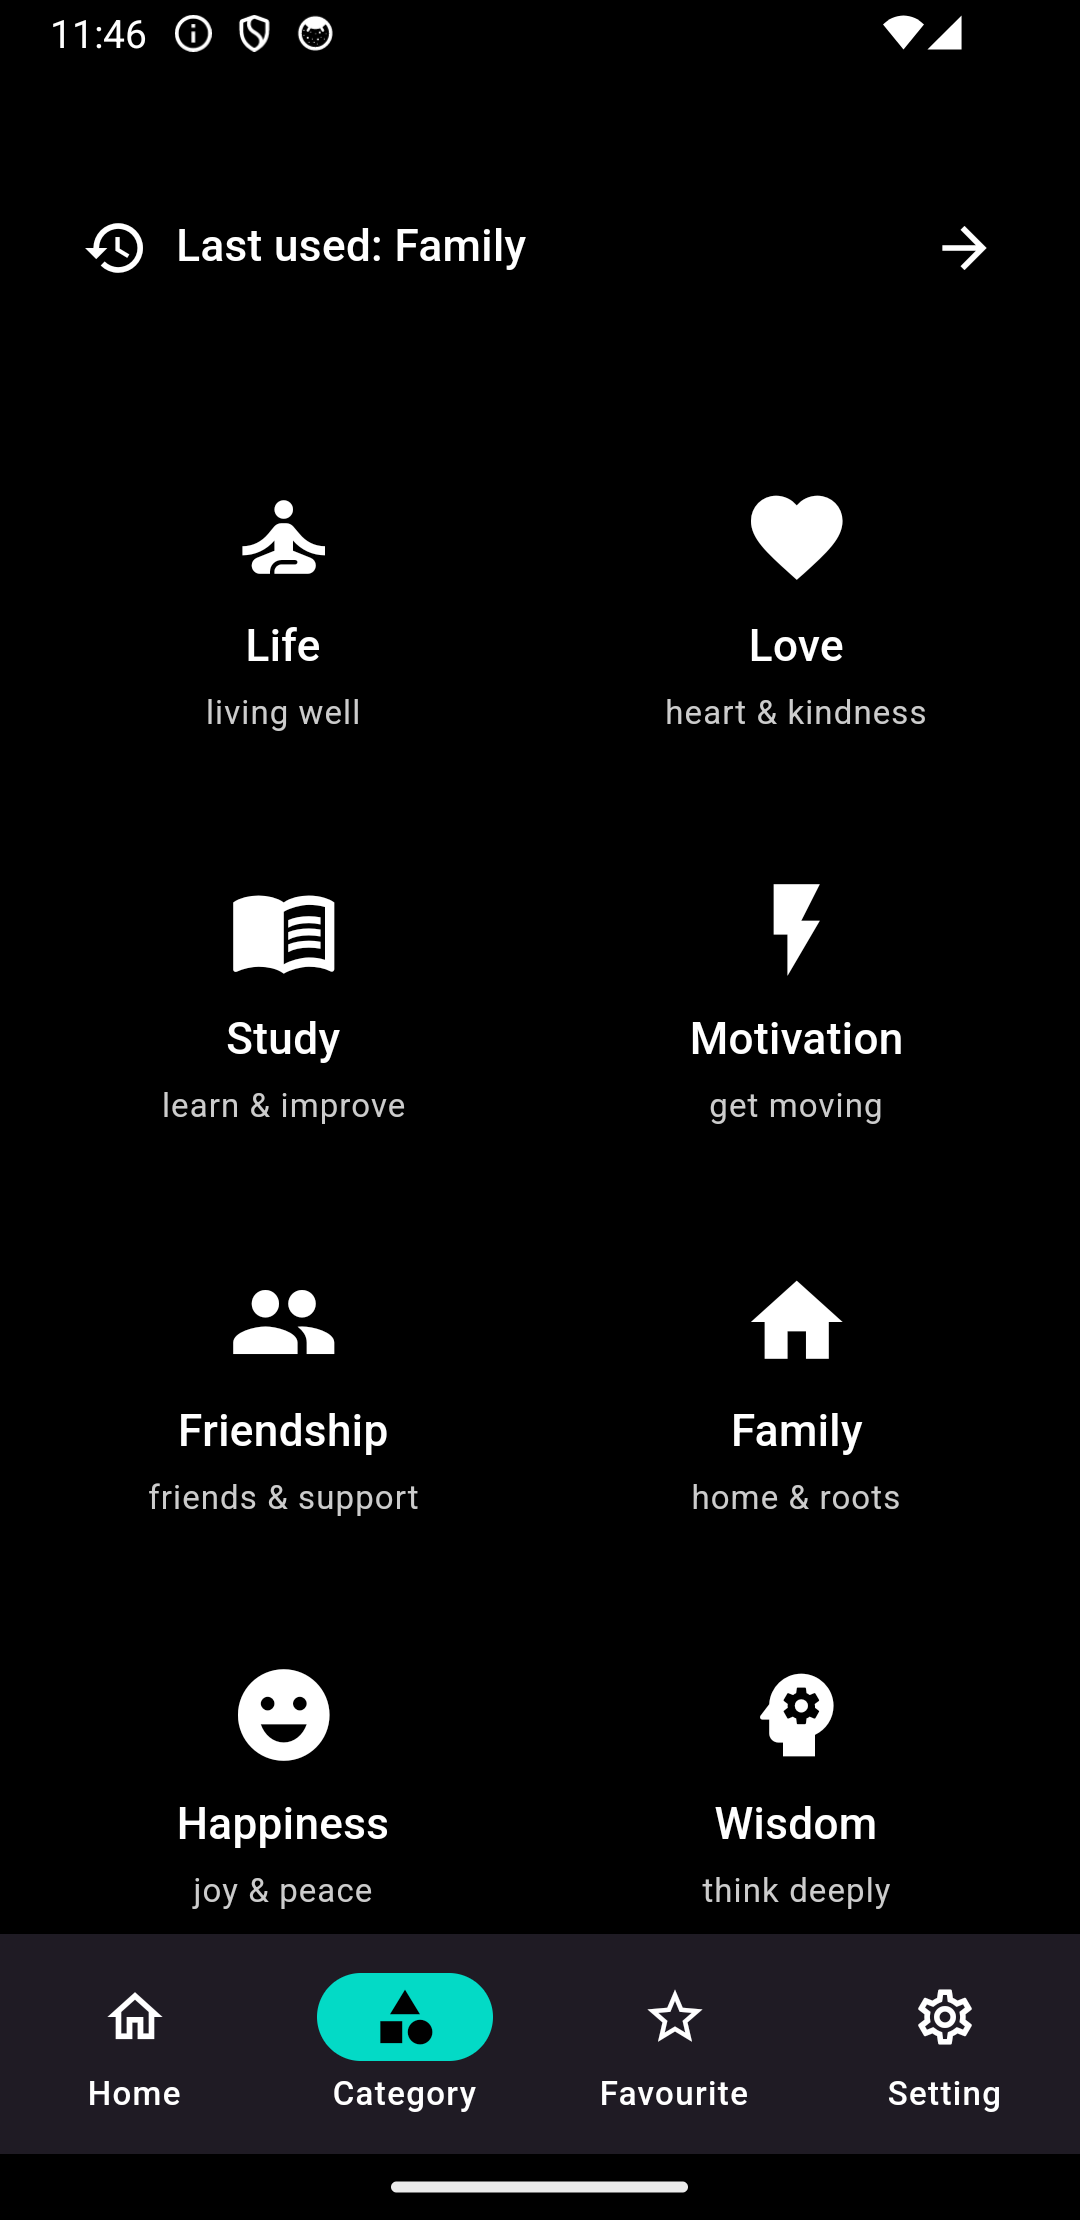 11:46
Last used: Family
Life
living well
Love
heart & kindness
Study
learn & improve
Motivation
get moving
Friendship
friends & support
Family
home & roots
Happiness
joy & peace
Wisdom
think deeply
Home
Category
Favourite
Setting